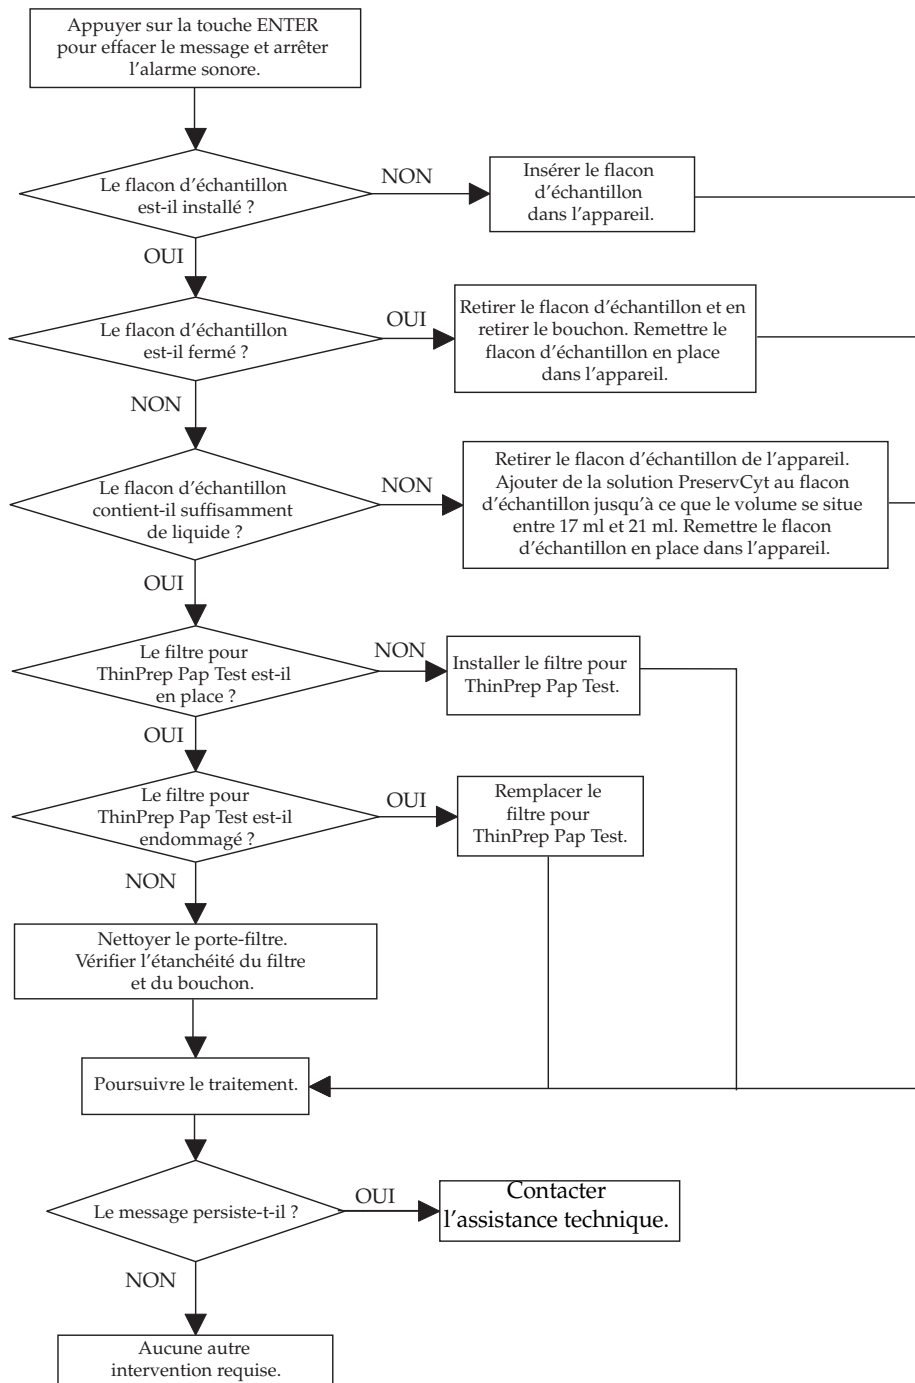 Appuyer sur la touche ENTER
pour effacer le message et arrêter
l'alarme sonore.
Le flacon d'échantillon
est-il installé ?
NON
Insérer le flacon
d'échantillon
dans l'appareil.
OUI
Le flacon d'échantillon
est-il fermé ?
OUI
Retirer le flacon d'échantillon et en
retirer le bouchon. Remettre le
flacon d'échantillon en place
dans l'appareil.
NON
Le flacon d'échantillon
contient-il suffisamment
de liquide ?
NON
Retirer le flacon d'échantillon de l'appareil.
Ajouter de la solution PreservCyt au flacon
d'échantillon jusqu'à ce que le volume se situe
entre 17 ml et 21 ml. Remettre le flacon
d'échantillon en place dans l'appareil.
OUI
Le filtre pour
ThinPrep Pap Test est-il
en place ?
NON
Installer le filtre pour
ThinPrep Pap Test.
OUI
Le filtre pour
ThinPrep Pap Test est-il
endommagé ?
OUI
Remplacer le
filtre pour
ThinPrep Pap Test.
NON
Nettoyer le porte-filtre.
Vérifier l'étanchéité du filtre
et du bouchon.
Poursuivre le traitement.
Le message persiste-t-il ?
OUI
Contacter
l'assistance technique.
NON
Aucune autre
intervention requise.